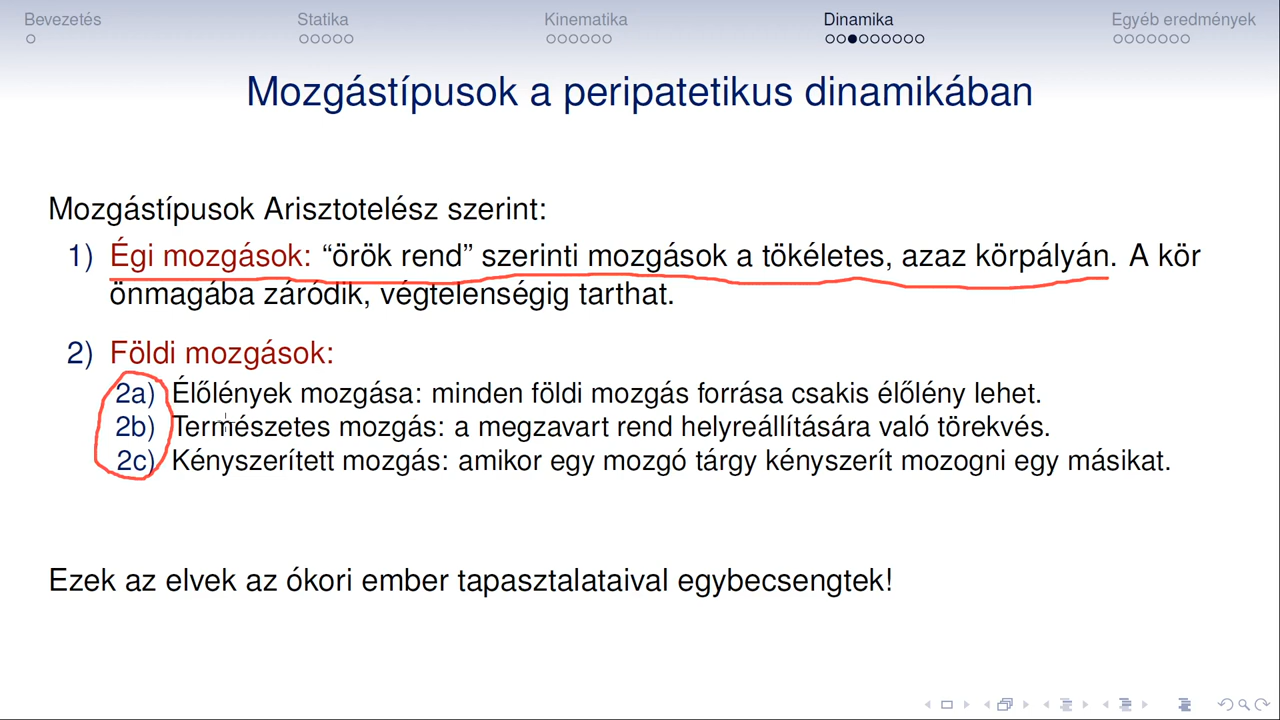 Bevezetés Statika Kinematika Dinamika Egyéb eredmények
Mozgástípusok a peripatetikus dinamikában
Mozgástípusok Arisztotelész szerint:
1) Égi mozgások: “örök rend” szerinti mozgások a tökéletes, azaz körpályán. A kör
önmagába záródik, végtelenségig tarthat.
2) Földi mozgások:
2a) Élőlények mozgása: minden földi mozgás forrása csakis élőlény lehet.
2b) Természetes mozgás: a megzavart rend helyreállítására való törekvés.
2c) Kényszerített mozgás: amikor egy mozgó tárgy kényszerít mozogni egy másikat.
Ezek az elvek az ókori ember tapasztalataival egybecsengtek!